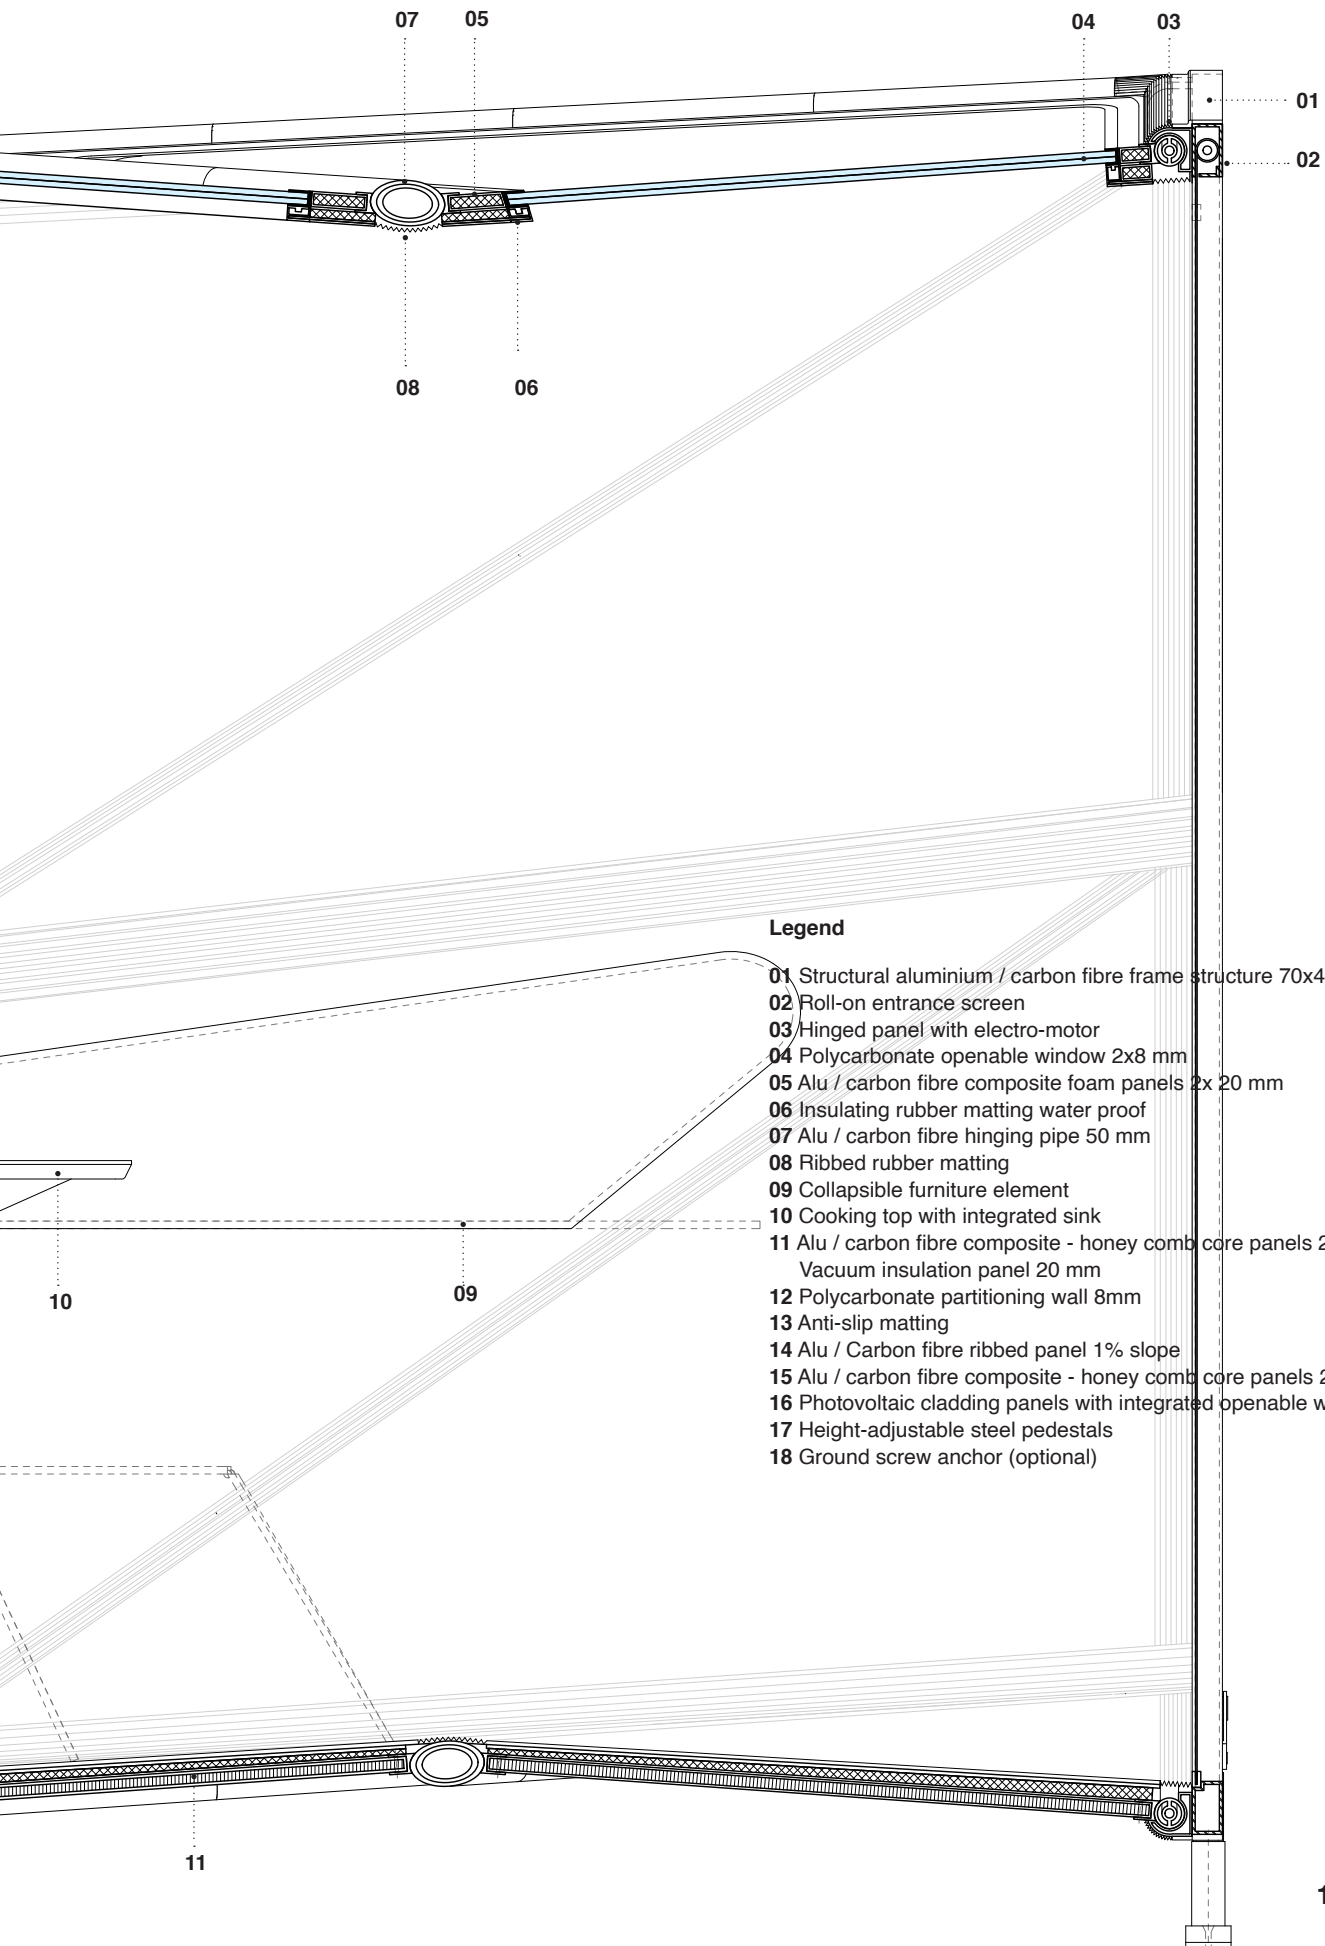 07 05 04 03
01
02
08 06
Legend
01 Structural aluminium / carbon fibre frame structure 70x4
02 Roll-on entrance screen
03 Hinged panel with electro-motor
04 Polycarbonate openable window 2x8 mm
05 Alu / carbon fibre composite foam panels 2x 20 mm
06 Insulating rubber matting water proof
07 Alu / carbon fibre hinging pipe 50 mm
08 Ribbed rubber matting
09 Collapsible furniture element
10 Cooking top with integrated sink
11 Alu / carbon fibre composite - honey comb core panels 2
Vacuum insulation panel 20 mm
12 Polycarbonate partitioning wall 8mm
13 Anti-slip matting
14 Alu / Carbon fibre ribbed panel 1% slope
15 Alu / carbon fibre composite - honey comb core panels 2
16 Photovoltaic cladding panels with integrated openable w
17 Height-adjustable steel pedestals
18 Ground screw anchor (optional)
10 09
11
1